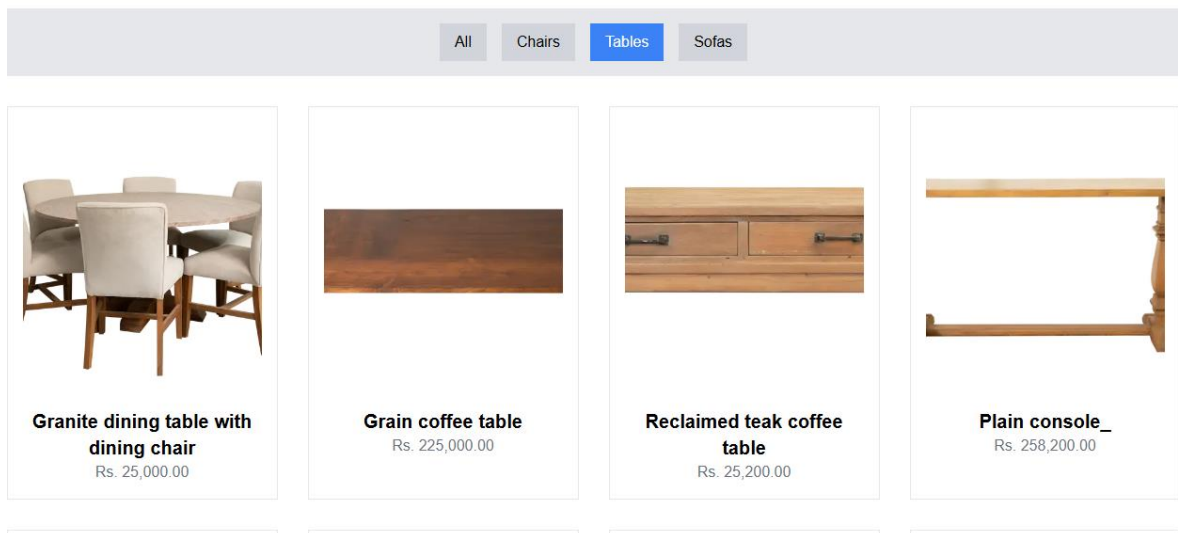 All Chairs Tables Sofas
Granite dining table with
dining chair
Rs. 25,000.00
Grain coffee table
Rs. 225,000.00
Reclaimed teak coffee
table
Rs. 25,200.00
Plain console_
Rs. 258,200.00